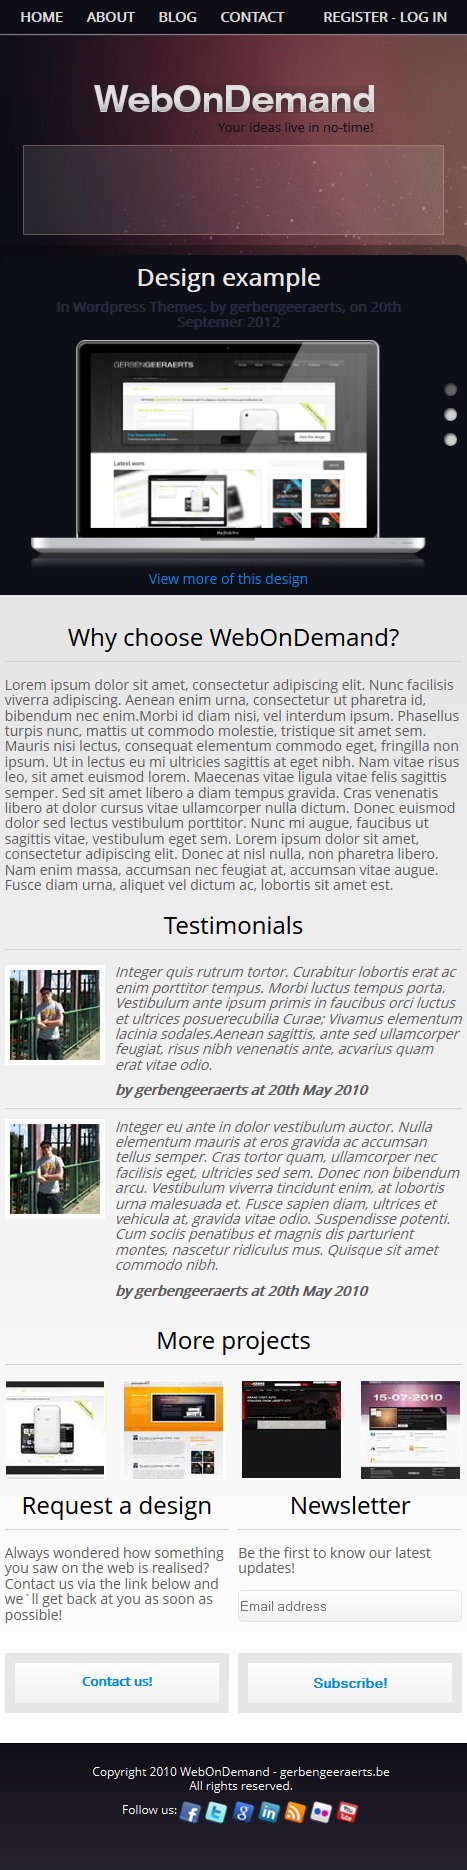 HOME ABOUT BLOG CONTACT REGISTER - LOG IN
WebOnDemand
Your ideas live in no-time!
Design example
In Wordpress Themes, by gerbengeeraerts, on 20th
Septemer 2012
GERBENGEERAERTS
Latest work
View more of this design
Why choose WebOnDemand?
Lorem ipsum dolor sit amet, consectetur adipiscing elit. Nunc facilisis
viverra adipiscing. Aenean enim urna, consectetur ut pharetra id,
bibendum nec enim.Morbi id diam nisi, vel interdum ipsum. Phasellus
turpis nunc, mattis ut commodo molestie, tristique sit amet sem.
Mauris nisi lectus, consequat elementum commodo eget, fringilla non
ipsum. Ut in lectus eu mi ultricies sagittis at eget nibh. Nam vitae risus
leo, sit amet euismod lorem. Maecenas vitae ligula vitae felis sagittis
semper. Sed sit amet libero a diam tempus gravida. Cras venenatis
libero at dolor cursus vitae ullamcorper nulla dictum. Donec euismod
dolor sed lectus vestibulum porttitor. Nunc mi augue, faucibus ut
sagittis vitae, vestibulum eget sem. Lorem ipsum dolor sit amet,
consectetur adipiscing elit. Donec at nisl nulla, non pharetra libero.
Nam enim massa, accumsan nec feugiat at, accumsan vitae augue.
Fusce diam urna, aliquet vel dictum ac, lobortis sit amet est.
Testimonials
Integer quis rutrum tortor. Curabitur lobortis erat ac
enim porttitor tempus. Morbi luctus tempus porta.
Vestibulum ante ipsum primis in faucibus orci luctus
et ultrices posuerecubilia Curae; Vivamus elementum
lacinia sodales.Aenean sagittis, ante sed ullamcorper
feugiat, risus nibh venenatis ante, acvarius quam
erat vitae odio.
by gerbengeeraerts at 20th May 2010
Integer eu ante in dolor vestibulum auctor. Nulla
elementum mauris at eros gravida ac accumsan
tellus semper. Cras tortor quam, ullamcorper nec
facilisis eget, ultricies sed sem. Donec non bibendum
arcu. Vestibulum viverra tincidunt enim, at lobortis
urna malesuada et. Fusce sapien diam, ultrices et
vehicula at, gravida vitae odio. Suspendisse potenti.
Cum sociis penatibus et magnis dis parturient
montes, nascetur ridiculus mus. Quisque sit amet
commodo nibh.
by gerbengeeraerts at 20th May 2010
More projects
15-07-2010
Request a design
Always wondered how something
you saw on the web is realised?
Contact us via the link below and
we`ll get back at you as soon as
possible!
Contact us!
Newsletter
Be the first to know our latest
updates!
Email address
Subscribe!
Copyright 2010 WebOnDemand - gerbengeeraerts.be
All rights reserved.
Follow us: